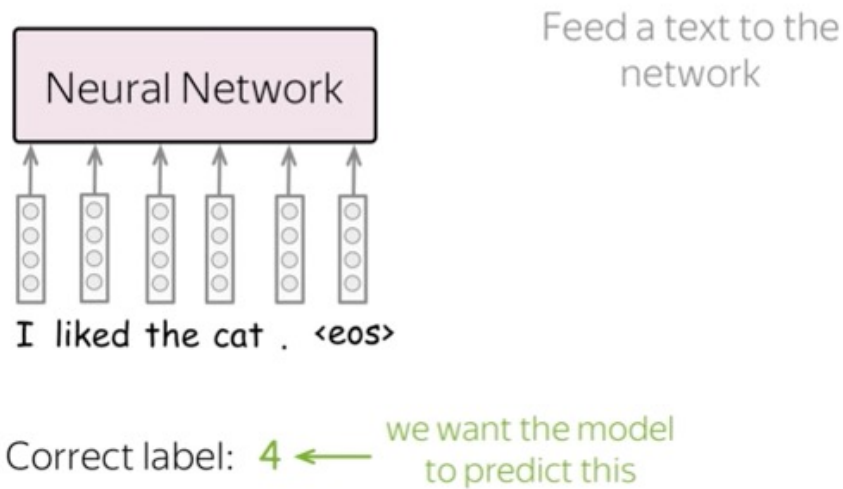 Feed a text to the
network
Neural Network
I liked the cat . <eos>
Correct label: 4
we want the model
to predict this